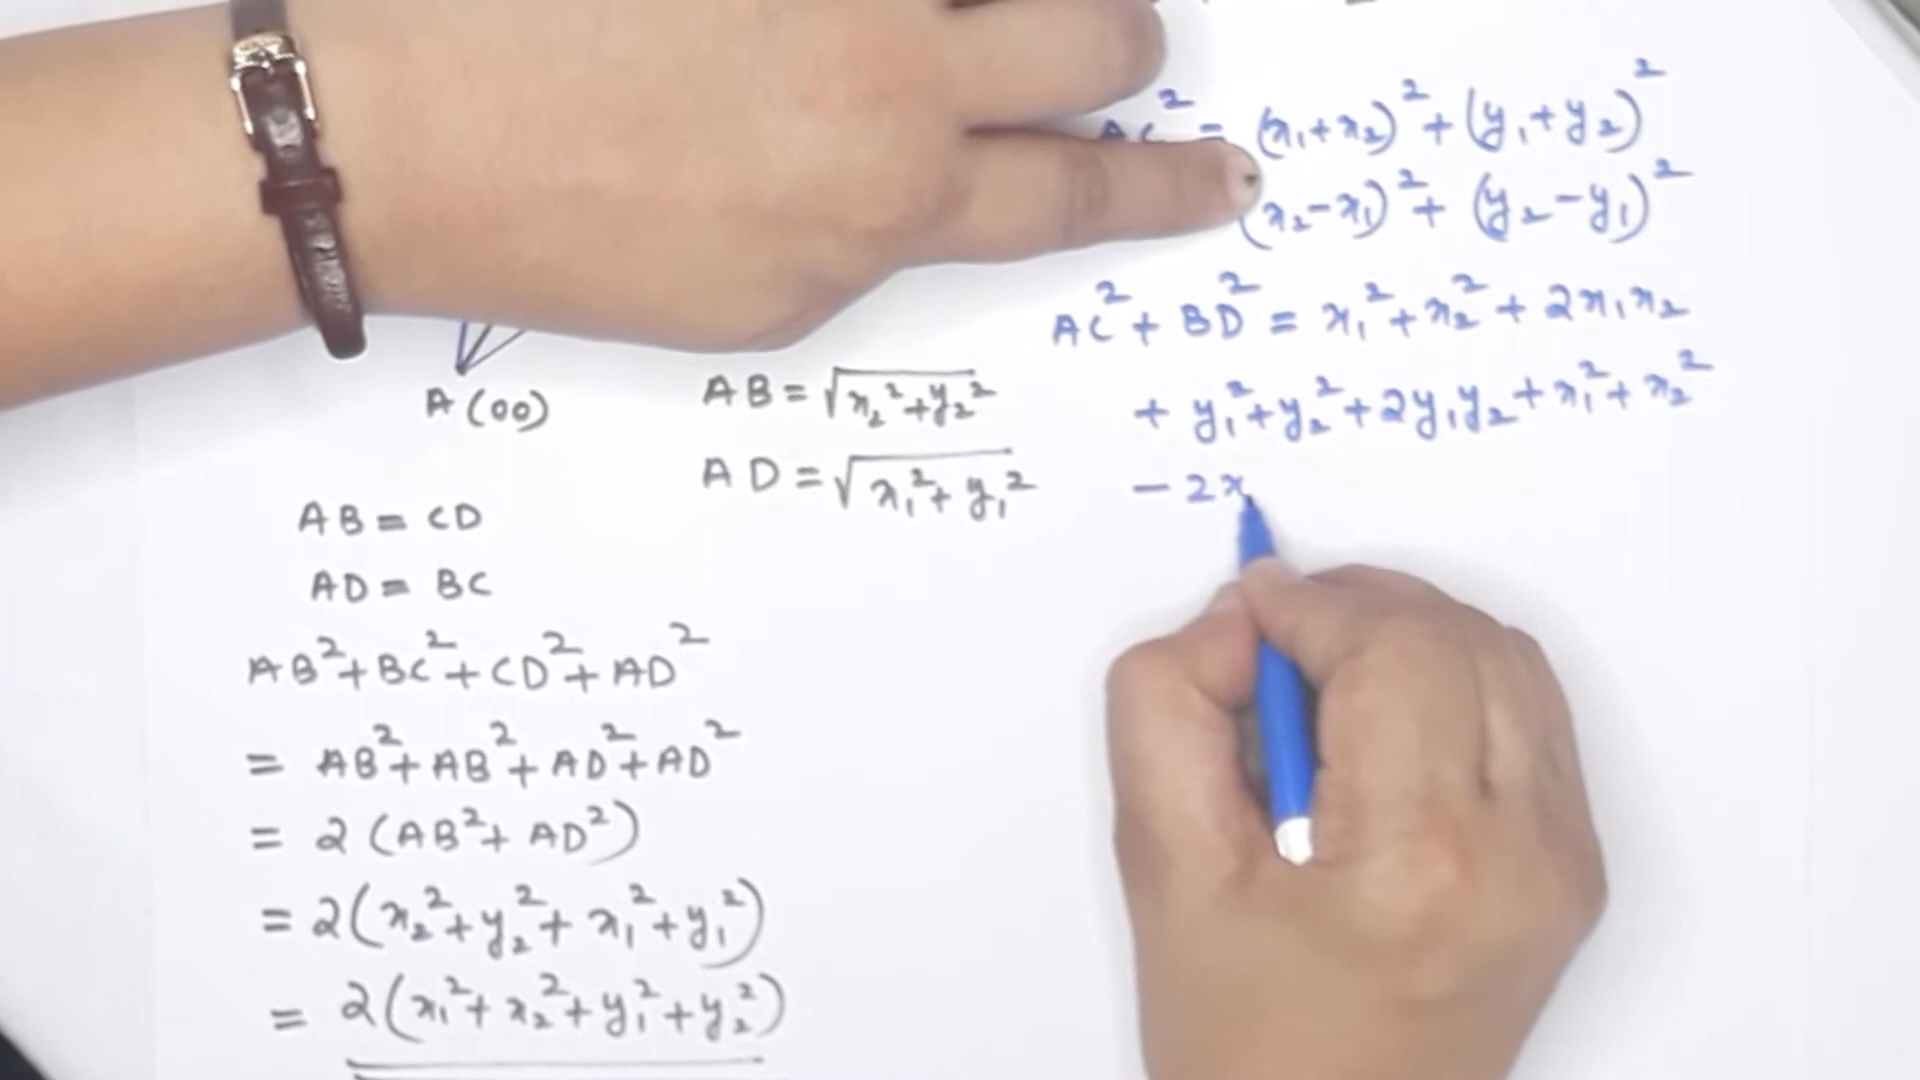 A (00)
AB = √x₂²+y₂²
AD = √x₁²+y₁²
AB = CD
AD = BC
AB²+BC²+CD²+AD²
= AB²+AB²+AD²+AD²
= 2 (AB²+AD²)
= 2(x₂²+y₂²+x₁²+y₁²)
= 2(x₁²+x₂²+y₁²+y₂²)
AC² = (x₁+x₂)²+(y₁+y₂)²
(x₂-x₁)²+(y₂-y₁)²
AC²+BD² = x₁²+x₂²+2x₁x₂
+ y₁²+y₂²+2y₁y₂+x₁²+x₂²
- 2x